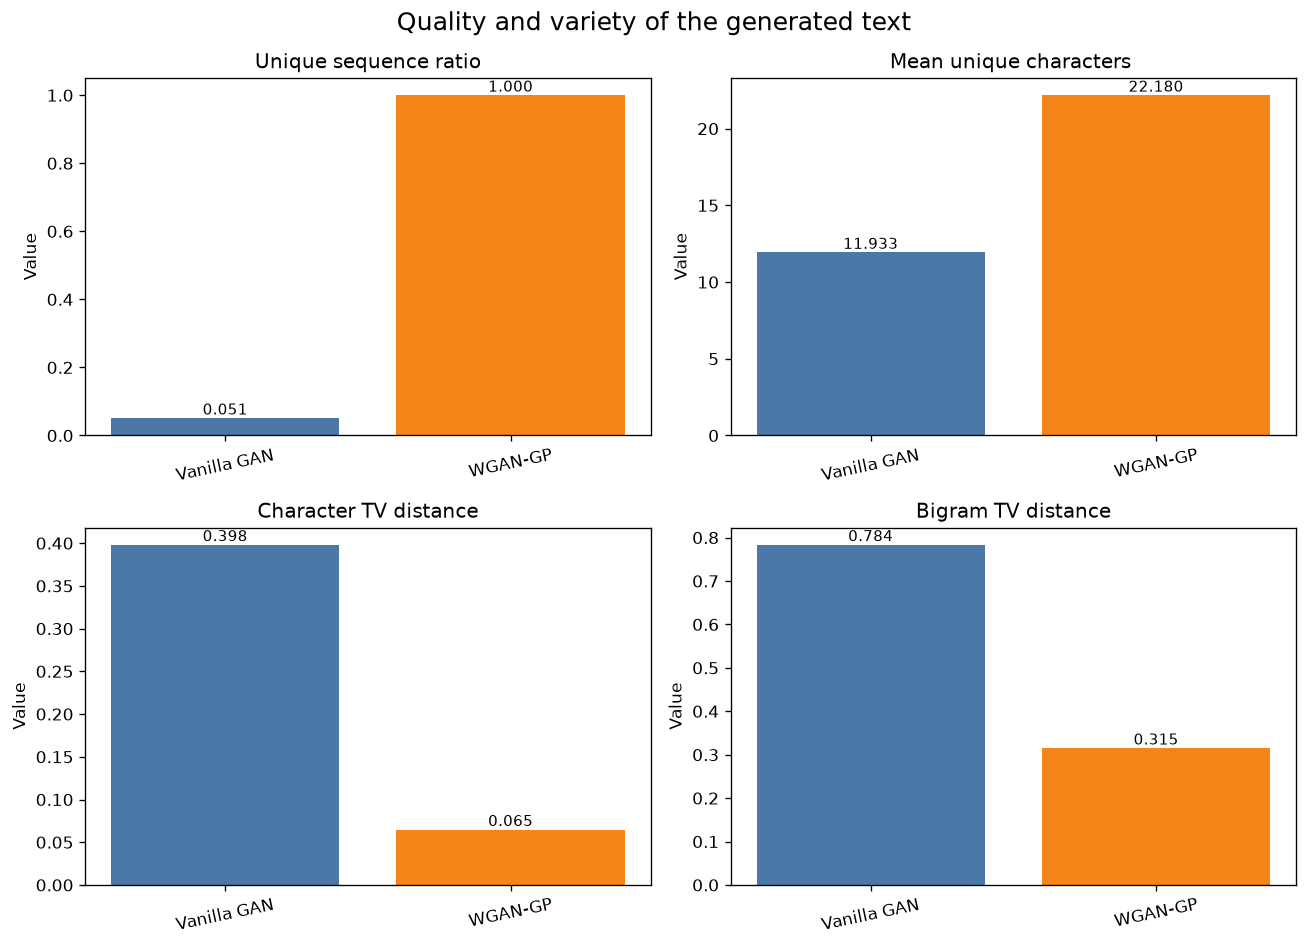 Quality and variety of the generated text
Unique sequence ratio
Value
1.0
0.8
0.6
0.4
0.2
0.0
0.051
1.000
Vanilla GAN
WGAN-GP
Mean unique characters
Value
20
15
10
5
0
11.933
22.180
Vanilla GAN
WGAN-GP
Character TV distance
Value
0.40
0.35
0.30
0.25
0.20
0.15
0.10
0.05
0.00
0.398
0.065
Vanilla GAN
WGAN-GP
Bigram TV distance
Value
0.8
0.7
0.6
0.5
0.4
0.3
0.2
0.1
0.0
0.784
0.315
Vanilla GAN
WGAN-GP